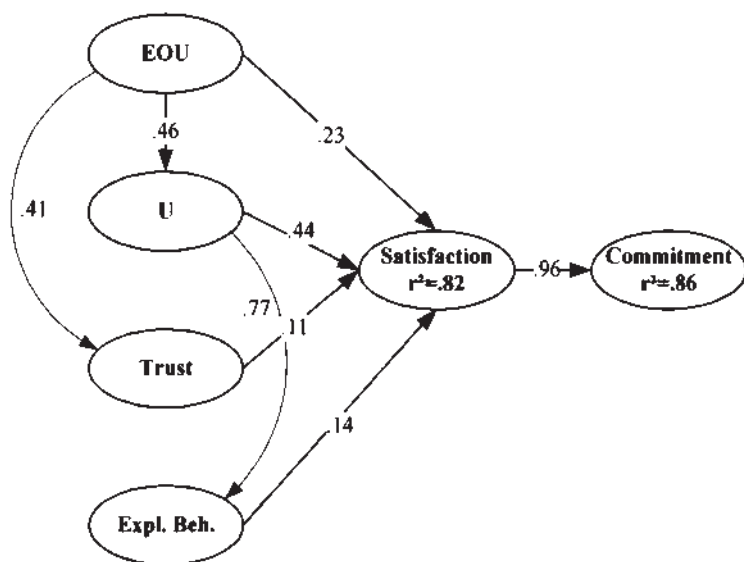 EOU
.46
.23
.41
U
.44
Satisfaction
r²=.82
.96
Commitment
r²=.86
.77
.11
Trust
.14
Expl. Beh.